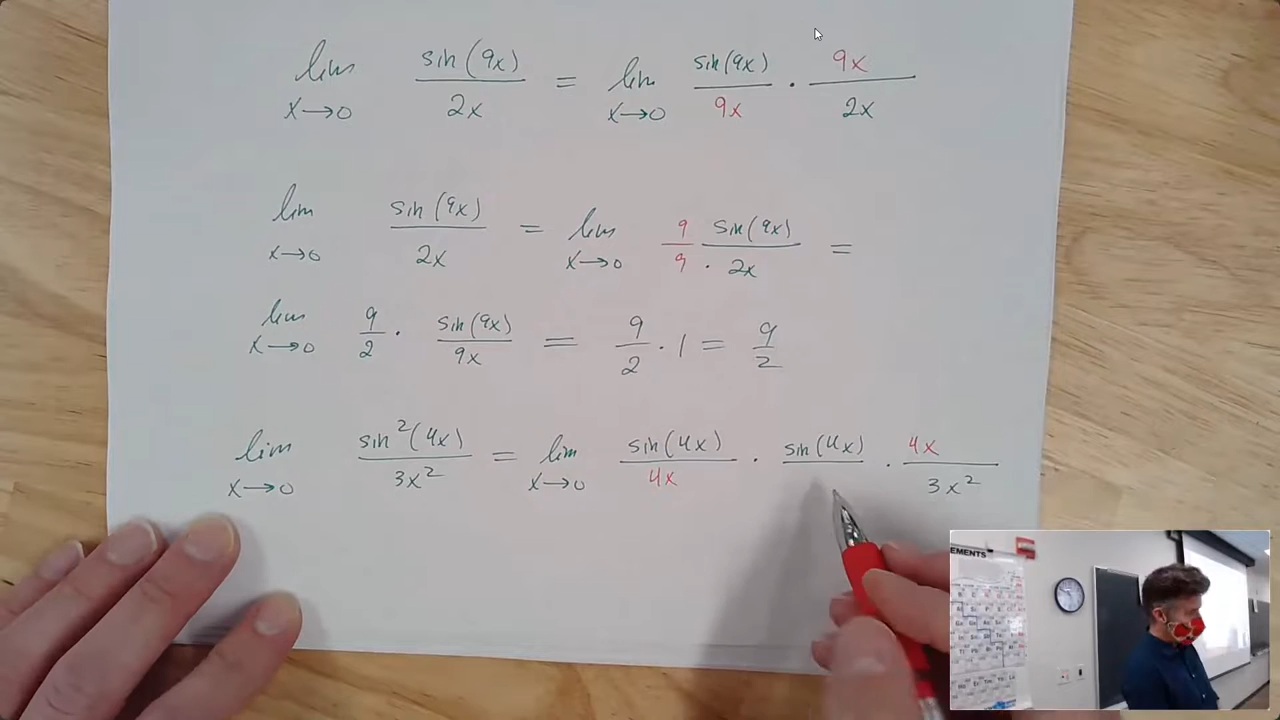 lim x→0 sin(9x)/2x = lim x→0 sin(9x)/9x · 9x/2x
lim x→0 sin(9x)/2x = lim x→0 9/9 · sin(9x)/2x =
lim x→0 9/2 · sin(9x)/9x = 9/2 · 1 = 9/2
lim x→0 sin²(4x)/3x² = lim x→0 sin(4x)/4x · sin(4x)/ · 4x/3x²
EMENTS